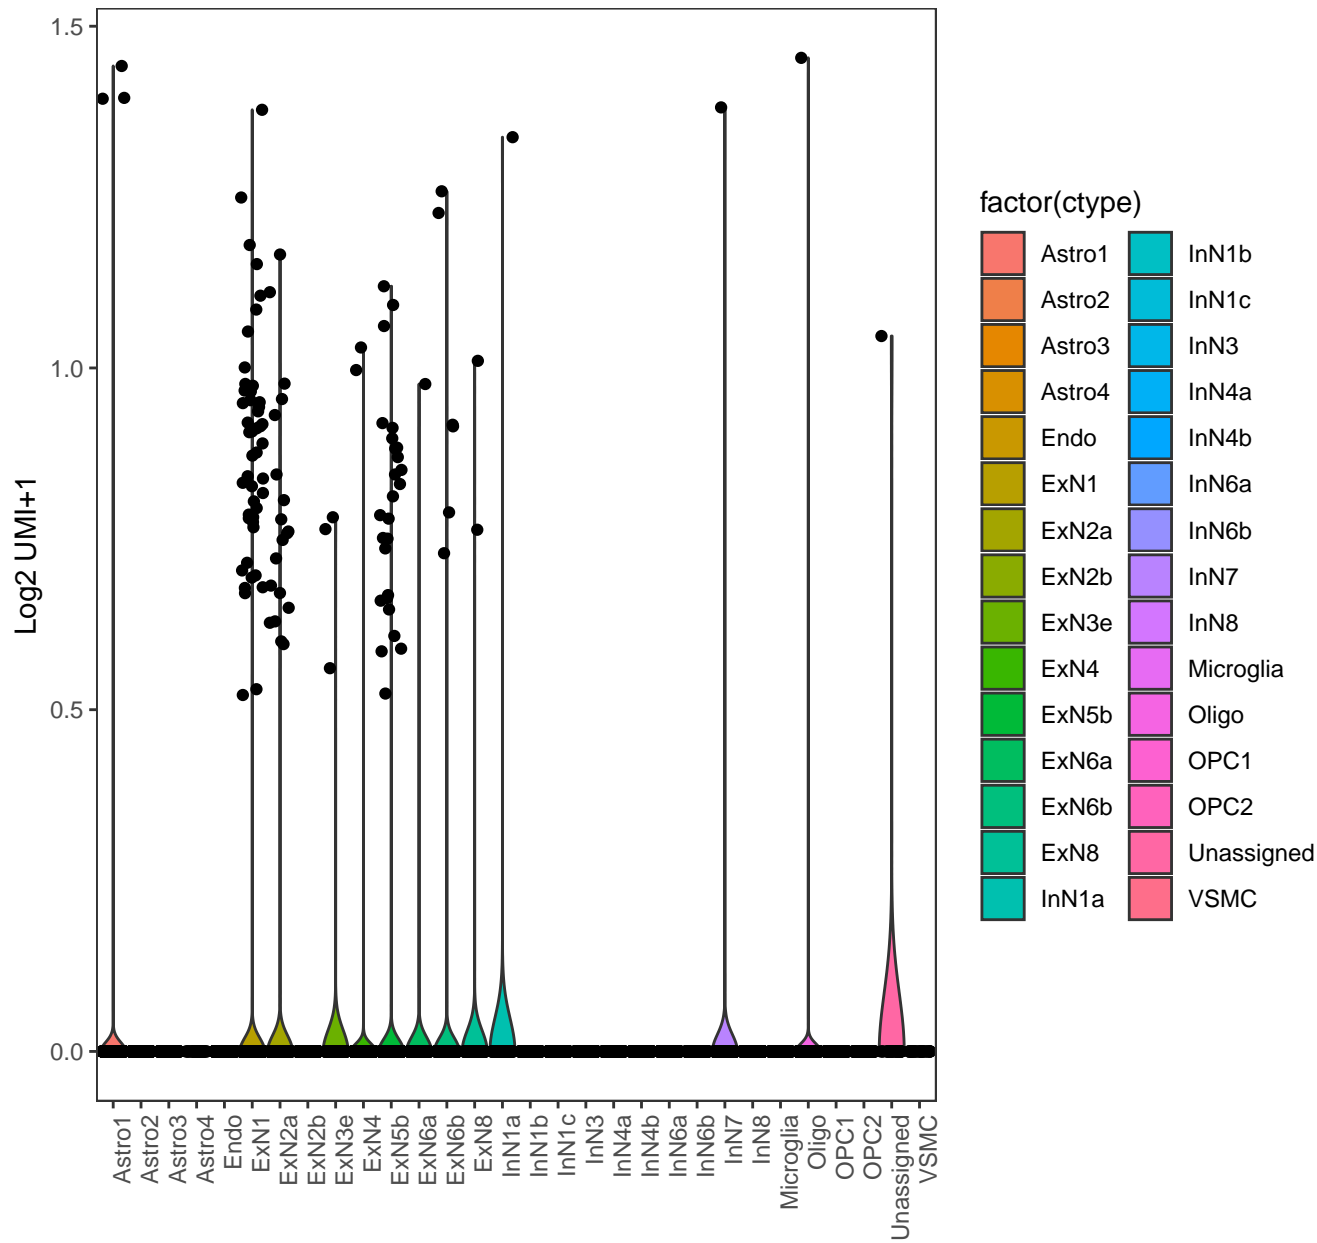 1.5
1.0
0.5
0.0
Log2 UMI+1
Astro1
Astro2
Astro3
Astro4
Endo
ExN1
ExN2a
ExN2b
ExN3e
ExN4
ExN5b
ExN6a
ExN6b
ExN8
InN1a
InN1b
InN1c
InN3
InN4a
InN4b
InN6a
InN6b
InN7
InN8
Microglia
Oligo
OPC1
OPC2
Unassigned
VSMC
factor(ctype)
Astro1
Astro2
Astro3
Astro4
Endo
ExN1
ExN2a
ExN2b
ExN3e
ExN4
ExN5b
ExN6a
ExN6b
ExN8
InN1a
InN1b
InN1c
InN3
InN4a
InN4b
InN6a
InN6b
InN7
InN8
Microglia
Oligo
OPC1
OPC2
Unassigned
VSMC